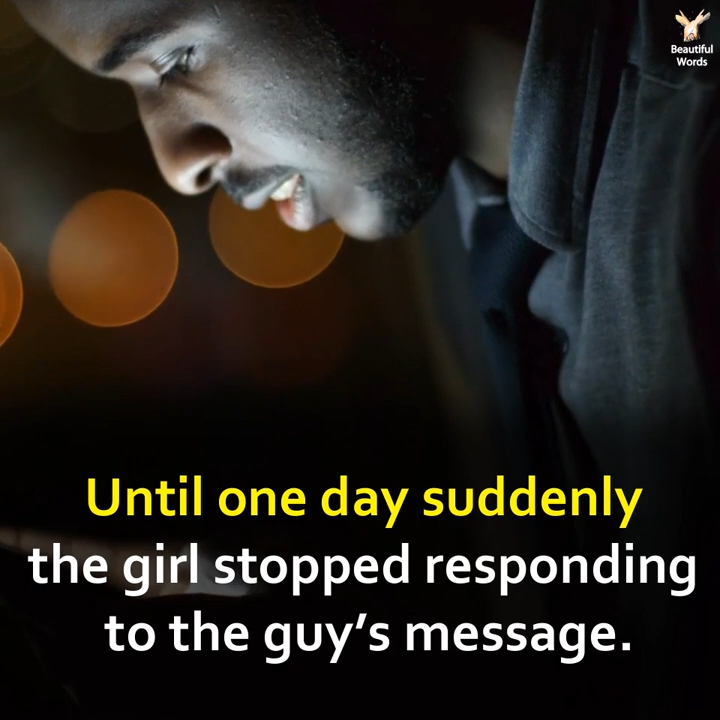 Beautiful
Words
Until one day suddenly
the girl stopped responding
to the guy’s message.